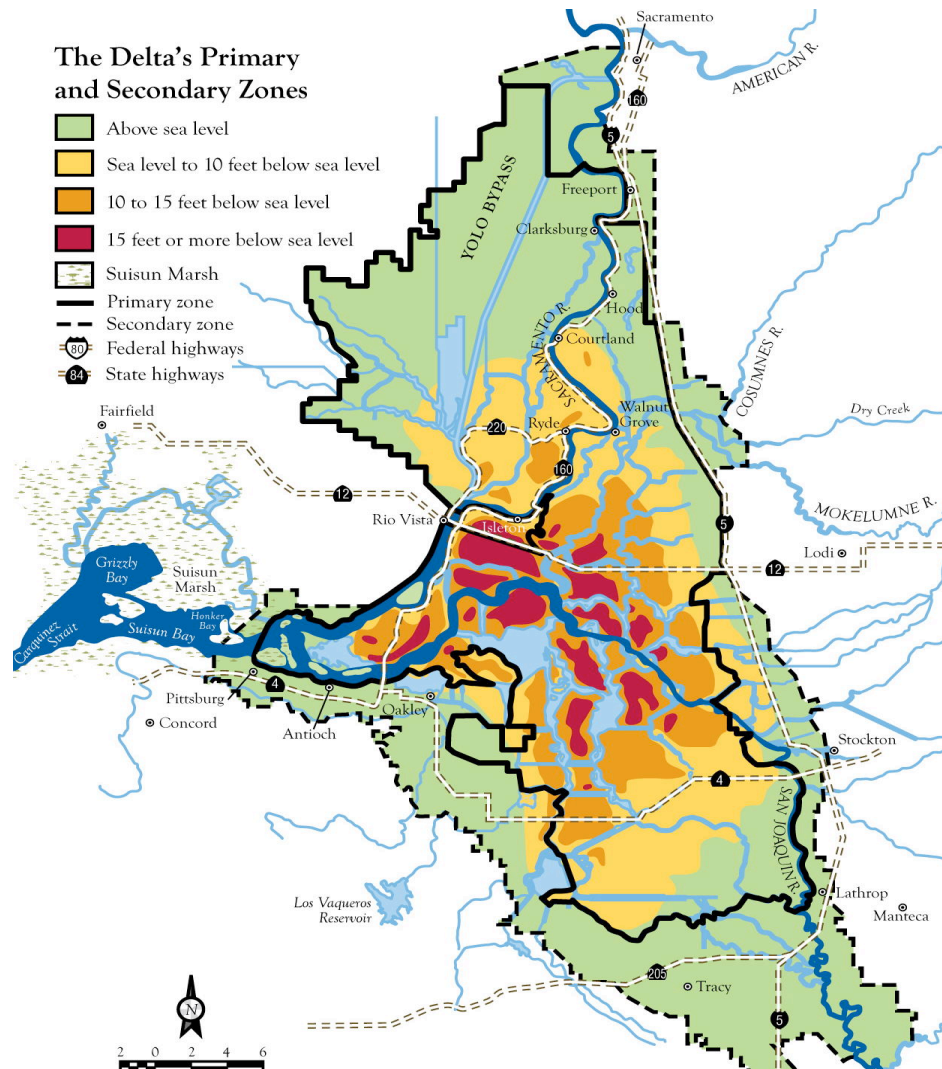 The Delta's Primary
and Secondary Zones
Above sea level
Sea level to 10 feet below sea level
10 to 15 feet below sea level
15 feet or more below sea level
Suisun Marsh
Primary zone
Secondary zone
80
Federal highways
84
State highways
Sacramento
AMERICAN R.
160
5
Freeport
YOLO BYPASS
Clarksburg
Hood
SACRAMENTO R.
Courtland
COSUMNES R.
Fairfield
Walnut
Grove
Ryde
220
Dry Creek
160
12
MOKELUMNE R.
Rio Vista
Isleton
5
Lodi
12
Grizzly
Bay
Suisun
Marsh
Honker
Bay
Suisun Bay
Carquinez
Strait
Pittsburg
4
Antioch
Oakley
Concord
Stockton
4
SAN JOAQUIN R.
Los Vaqueros
Reservoir
Lathrop
Manteca
205
Tracy
5
N
2 0 2 4 6